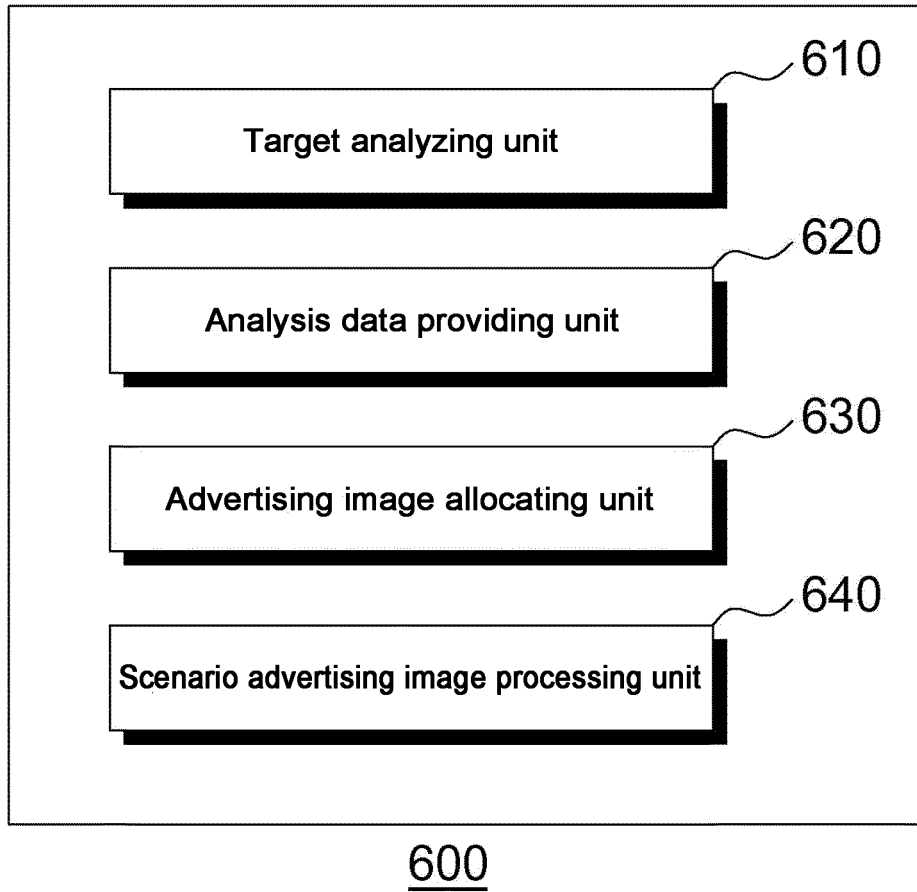 610
Target analyzing unit
620
Analysis data providing unit
630
Advertising image allocating unit
640
Scenario advertising image processing unit
600